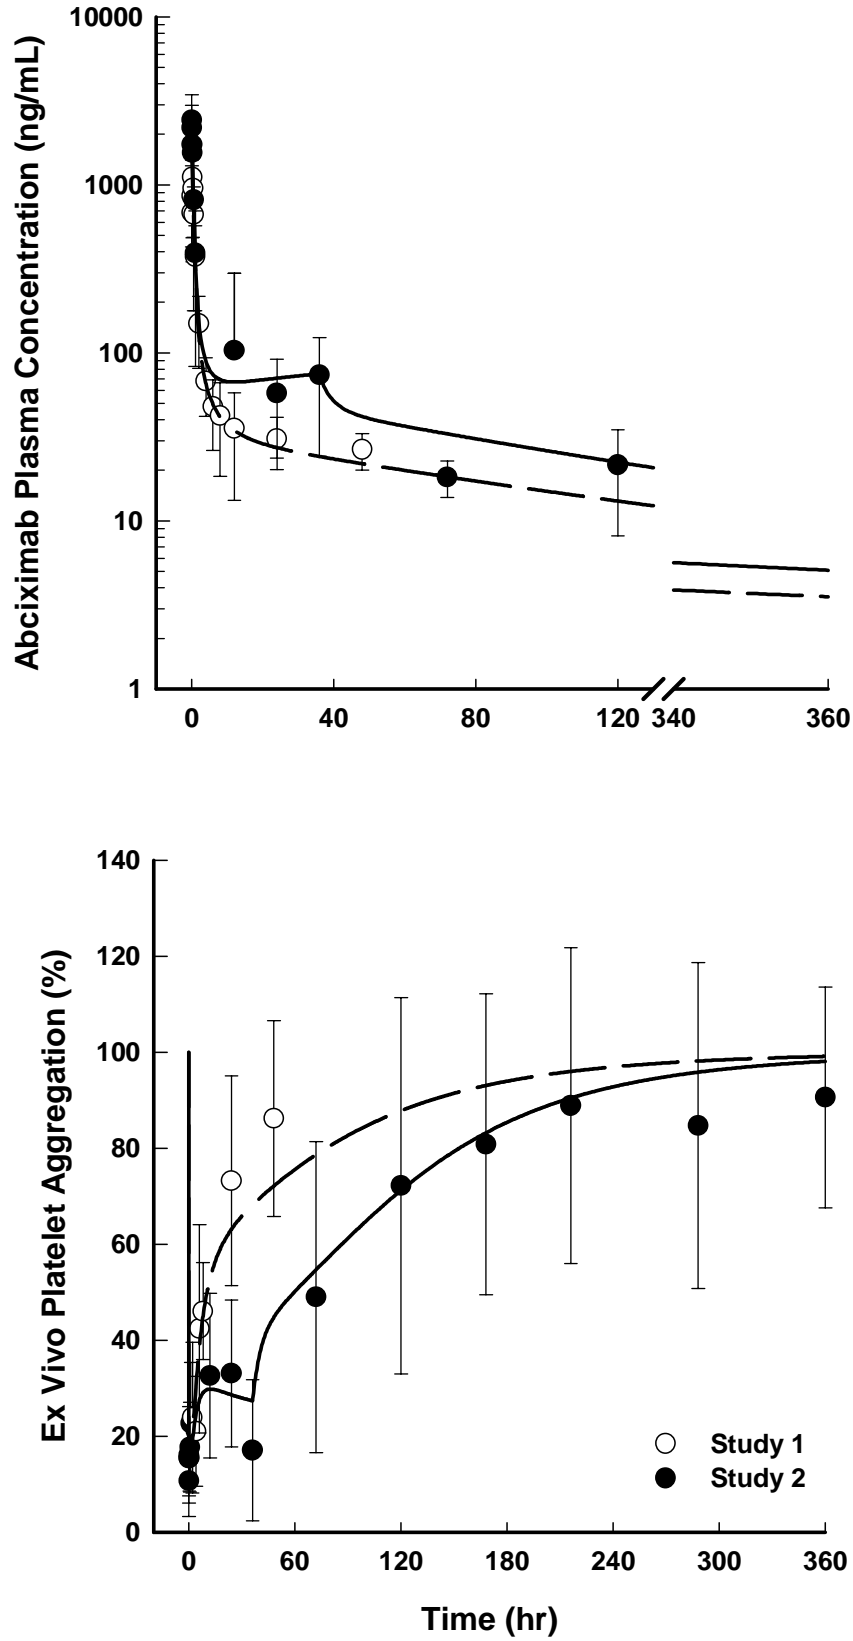 10000
1000
100
10
1
Abciximab Plasma Concentration (ng/mL)
0 40 80 120 340 360
140
120
100
80
60
40
20
0
Ex Vivo Platelet Aggregation (%)
Study 1
Study 2
0 60 120 180 240 300 360
Time (hr)